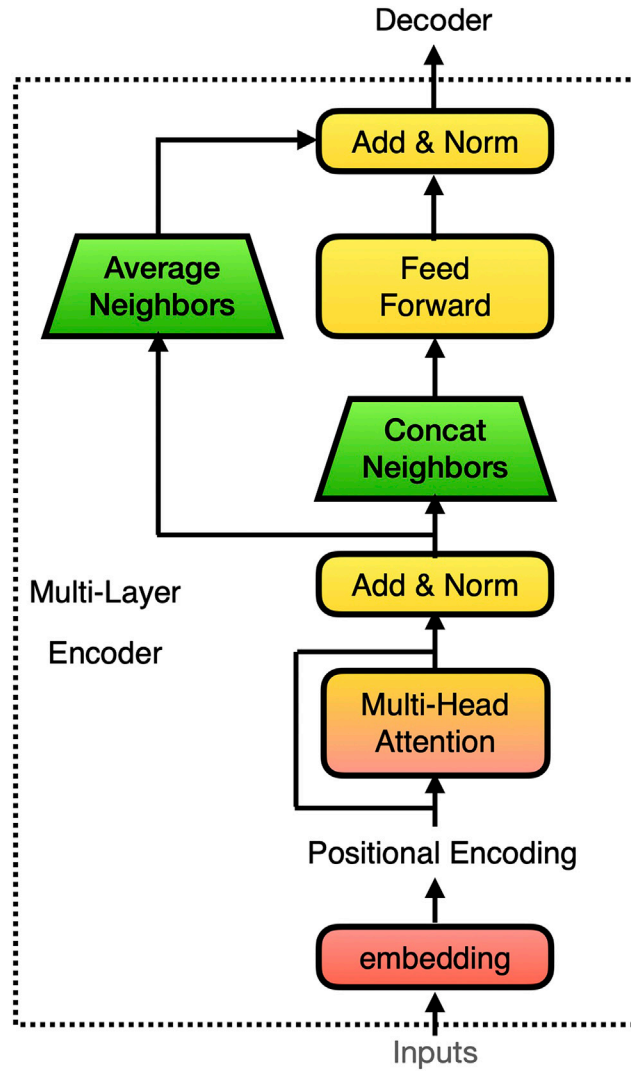 Decoder
Add & Norm
Average
Neighbors
Feed
Forward
Concat
Neighbors
Add & Norm
Multi-Layer
Encoder
Multi-Head
Attention
Positional Encoding
embedding
Inputs